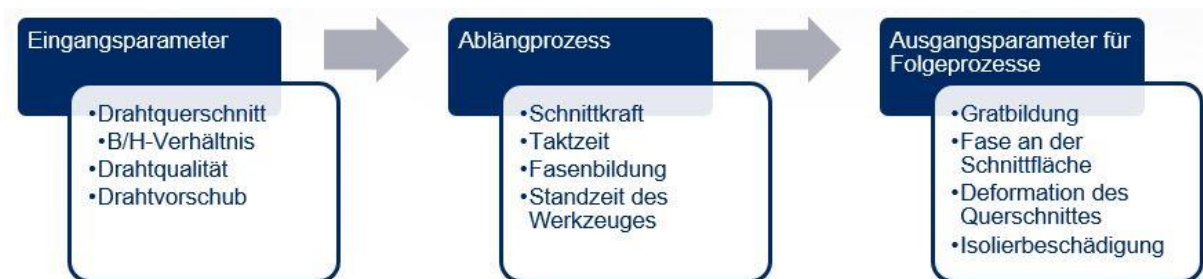 Eingangsparameter
•Drahtquerschnitt
•B/H-Verhältnis
•Drahtqualität
•Drahtvorschub
Ablängprozess
•Schnittkraft
•Taktzeit
•Fasenbildung
•Standzeit des
Werkzeuges
Ausgangsparameter für
Folgeprozesse
•Gratbildung
•Fase an der
Schnittfläche
•Deformation des
Querschnittes
•Isolierbeschädigung